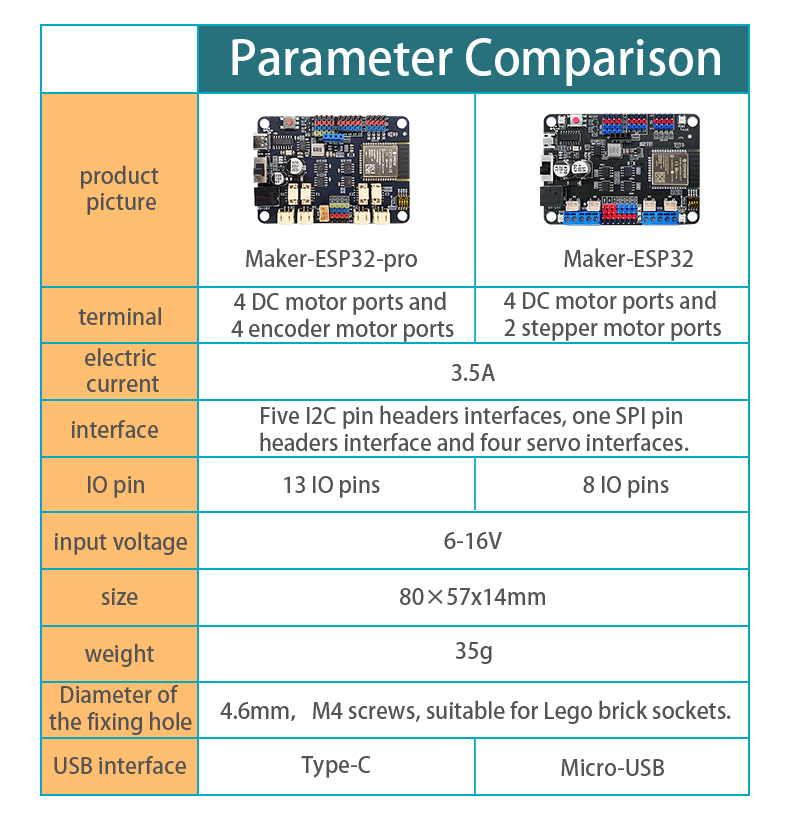 Parameter Comparison
product
picture
Maker-ESP32-pro
Maker-ESP32
terminal
4 DC motor ports and
4 encoder motor ports
4 DC motor ports and
2 stepper motor ports
electric
current
3.5A
interface
Five I2C pin headers interfaces, one SPI pin
headers interface and four servo interfaces.
IO pin
13 IO pins
8 IO pins
input voltage
6-16V
size
80×57x14mm
weight
35g
Diameter of
the fixing hole
4.6mm, M4 screws, suitable for Lego brick sockets.
USB interface
Type-C
Micro-USB